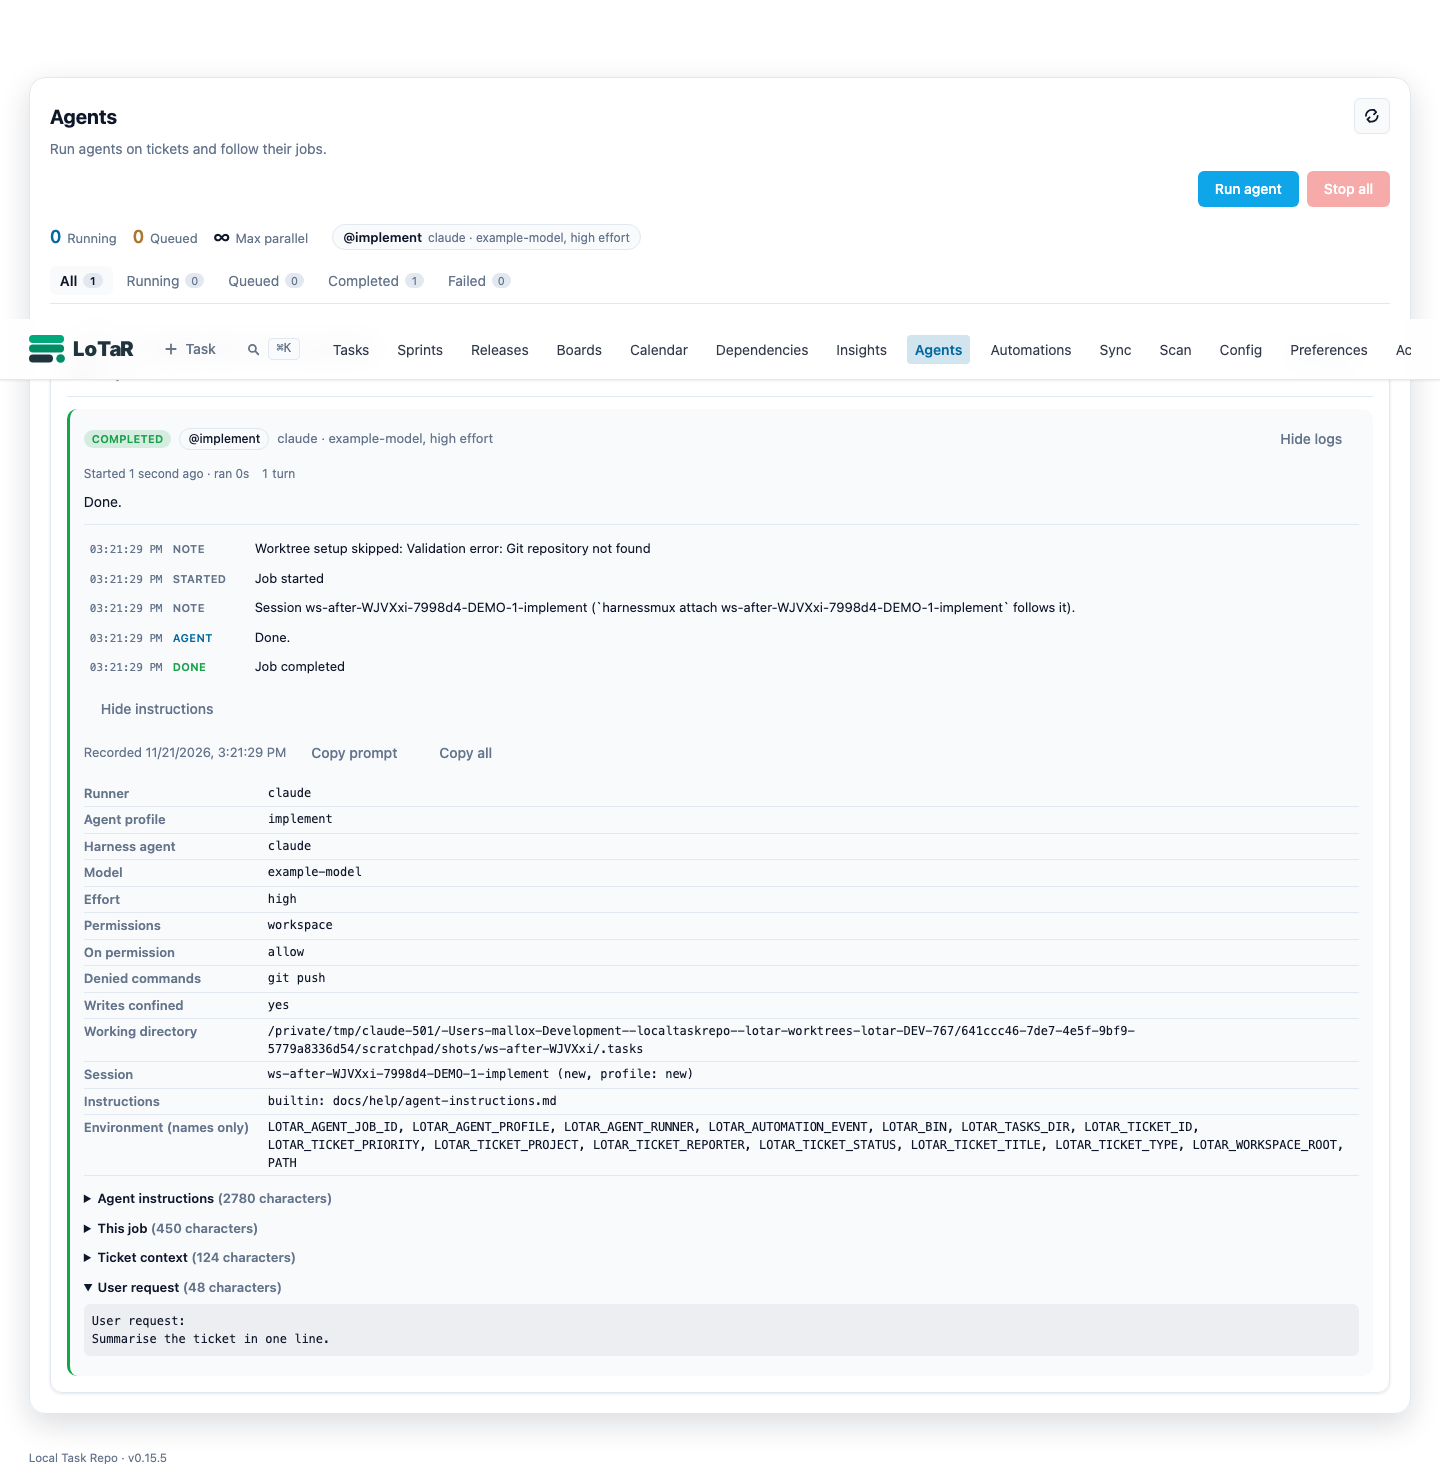 Agents
Run agents on tickets and follow their jobs.
Run agent
Stop all
0 Running 0 Queued ∞ Max parallel @implement claude · example-model, high effort
All 1 Running 0 Queued 0 Completed 1 Failed 0
LoTaR + Task ⌘K Tasks Sprints Releases Boards Calendar Dependencies Insights Agents Automations Sync Scan Config Preferences Ac
COMPLETED @implement claude · example-model, high effort Hide logs
Started 1 second ago · ran 0s 1 turn
Done.
03:21:29 PM NOTE Worktree setup skipped: Validation error: Git repository not found
03:21:29 PM STARTED Job started
03:21:29 PM NOTE Session ws-after-WJVXxi-7998d4-DEMO-1-implement (`harnessmux attach ws-after-WJVXxi-7998d4-DEMO-1-implement` follows it).
03:21:29 PM AGENT Done.
03:21:29 PM DONE Job completed
Hide instructions
Recorded 11/21/2026, 3:21:29 PM Copy prompt Copy all
Runner claude
Agent profile implement
Harness agent claude
Model example-model
Effort high
Permissions workspace
On permission allow
Denied commands git push
Writes confined yes
Working directory /private/tmp/claude-501/-Users-mallox-Development--localtaskrepo--lotar-worktrees-lotar-DEV-767/641ccc46-7de7-4e5f-9bf9-
5779a8336d54/scratchpad/shots/ws-after-WJVXxi/.tasks
Session ws-after-WJVXxi-7998d4-DEMO-1-implement (new, profile: new)
Instructions builtin: docs/help/agent-instructions.md
Environment (names only) LOTAR_AGENT_JOB_ID, LOTAR_AGENT_PROFILE, LOTAR_AGENT_RUNNER, LOTAR_AUTOMATION_EVENT, LOTAR_BIN, LOTAR_TASKS_DIR, LOTAR_TICKET_ID,
LOTAR_TICKET_PRIORITY, LOTAR_TICKET_PROJECT, LOTAR_TICKET_REPORTER, LOTAR_TICKET_STATUS, LOTAR_TICKET_TITLE, LOTAR_TICKET_TYPE, LOTAR_WORKSPACE_ROOT,
PATH
▶ Agent instructions (2780 characters)
▶ This job (450 characters)
▶ Ticket context (124 characters)
▼ User request (48 characters)
User request:
Summarise the ticket in one line.
Local Task Repo · v0.15.5